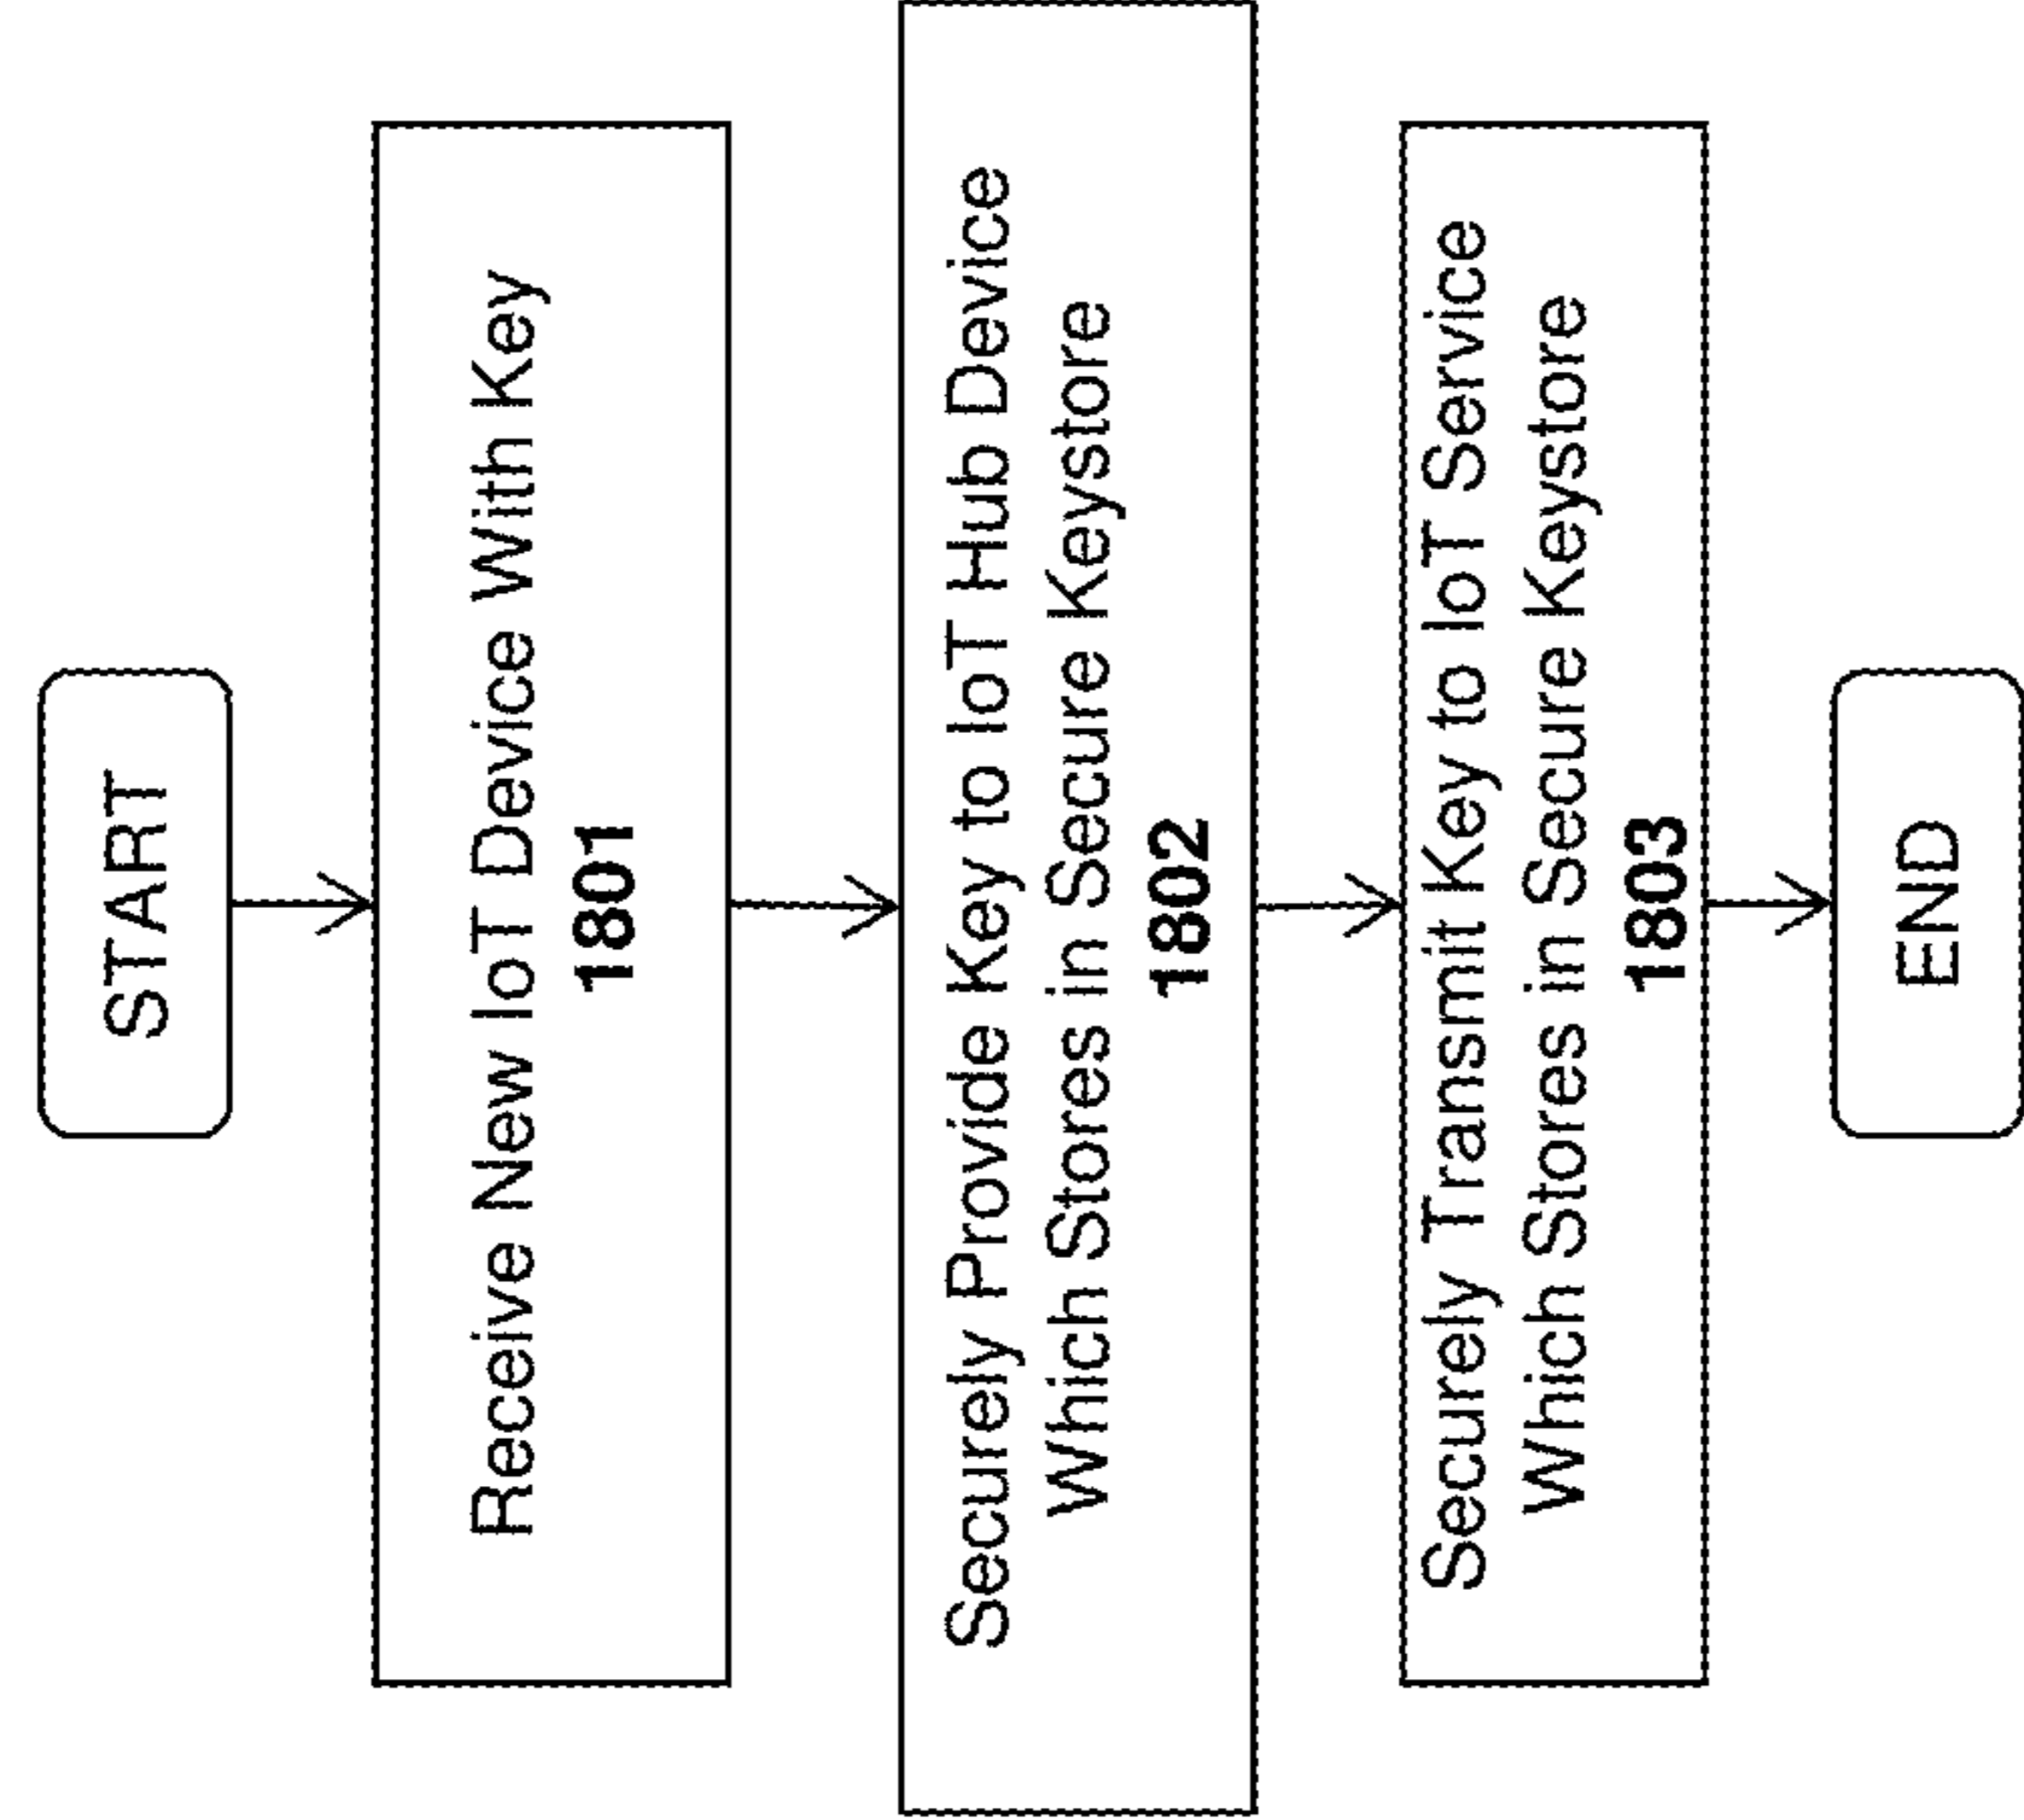 START
Receive New IoT Device With Key
1801
Securely Provide Key to IoT Hub Device
Which Stores in Secure Keystore
1802
Securely Transmit Key to IoT Service
Which Stores in Secure Keystore
1803
END